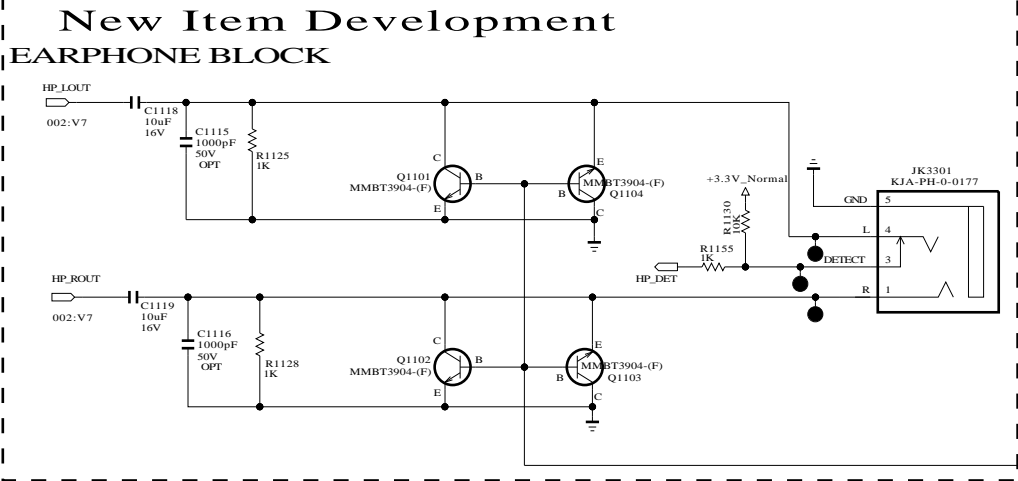 New Item Development
EARPHONE BLOCK
HP_LOUT
002:V7
C1118
10uF
16V
C1115
1000pF
50V
OPT
R1125
1K
C
Q1101
MMBT3904-(F)
B
E
E
MMBT3904-(F)
B
Q1104
C
+3.3V_Normal
R1130
10K
R1155
1K
HP_DET
JK3301
KJA-PH-0-0177
GND
5
L
4
DETECT
3
R
1
HP_ROUT
002:V7
C1119
10uF
16V
C1116
1000pF
50V
OPT
R1128
1K
C
Q1102
MMBT3904-(F)
B
E
E
MMBT3904-(F)
B
Q1103
C